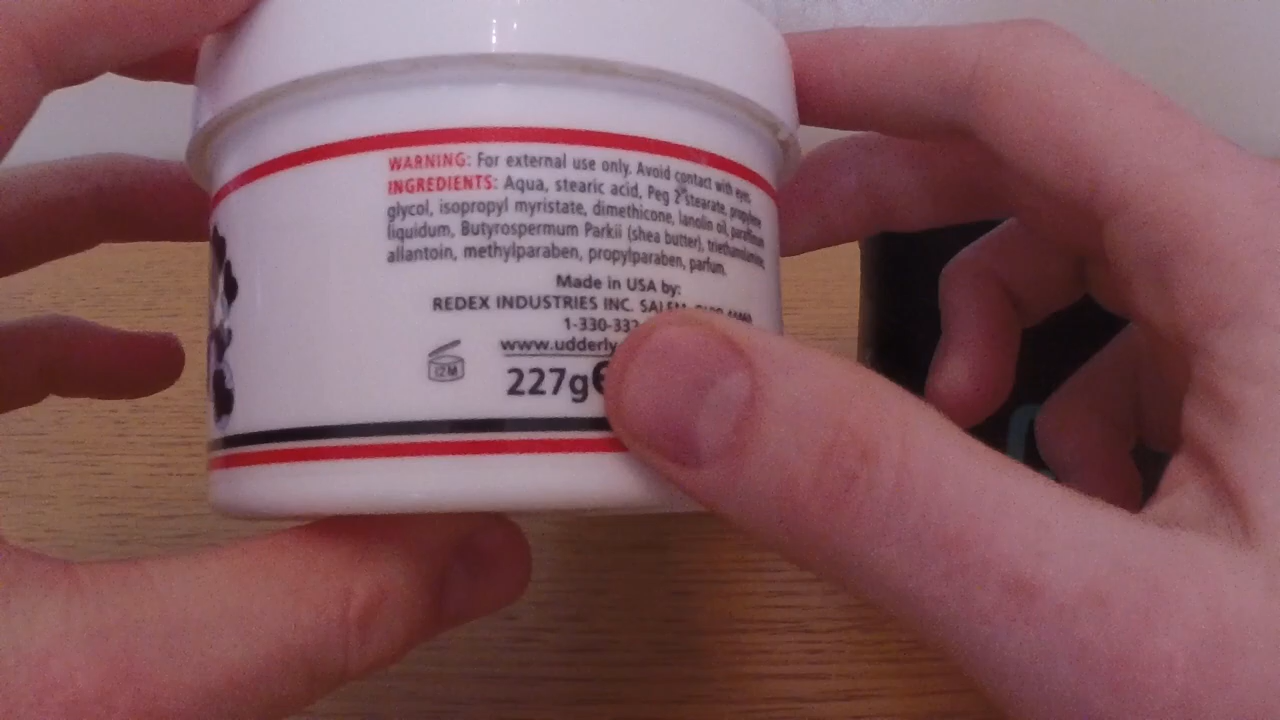 WARNING: For external use only. Avoid contact with eyes
INGREDIENTS: Aqua, stearic acid, Peg 2 stearate, propylene
glycol, isopropyl myristate, dimethicone, lanolin oil, paraffinum
liquidum, Butyrospermum Parkii (shea butter), triethanolamine,
allantoin, methylparaben, propylparaben, parfum.
Made in USA by:
REDEX INDUSTRIES INC.
1-330-332-
www.udderly
12M
227g